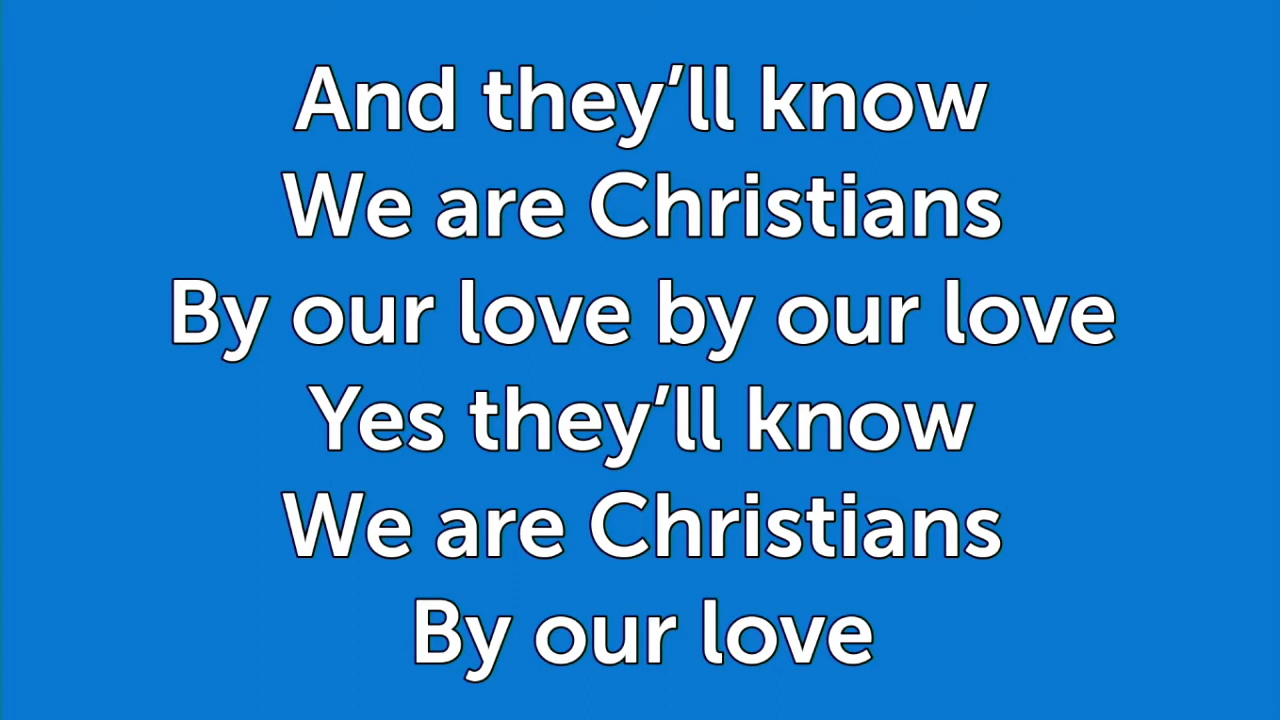 And they’ll know
We are Christians
By our love by our love
Yes they’ll know
We are Christians
By our love